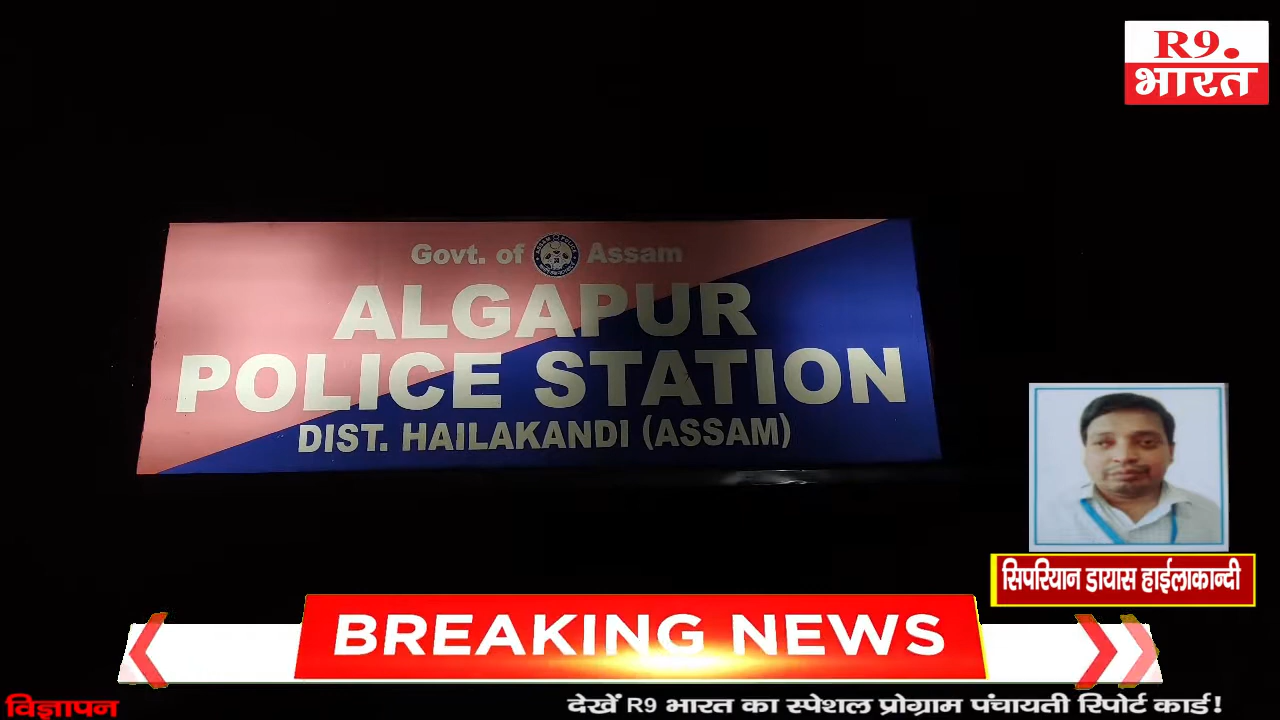 R9.
भारत
Govt. of Assam
ALGAPUR
POLICE STATION
DIST. HAILAKANDI (ASSAM)
सिपरियान डायास हाईलाकान्दी
BREAKING NEWS
विज्ञापन
देखें R9 भारत का स्पेशल प्रोग्राम पंचायती रिपोर्ट कार्ड!